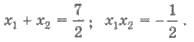 x₁ + x₂ = 7/2 ; x₁x₂ = −1/2 .